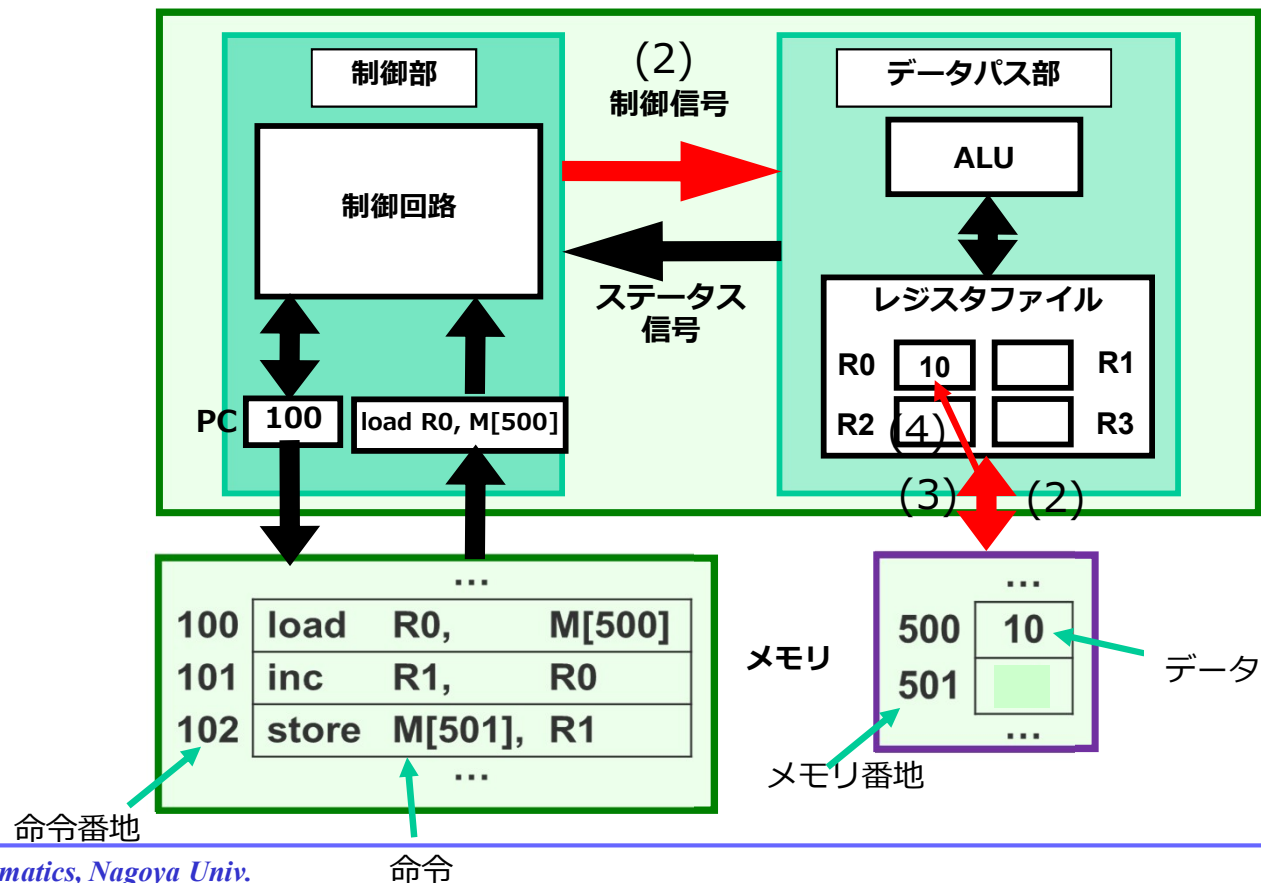 制御部
(2)
制御信号
データパス部
ALU
制御回路
ステータス
信号
レジスタファイル
R0 10 R1
R2 (4) R3
PC 100 load R0, M[500]
(3) (2)
…
100 load R0, M[500]
101 inc R1, R0
102 store M[501], R1
…
メモリ
…
500 10
501
…
データ
メモリ番地
命令番地
命令
matics, Nagoya Univ.